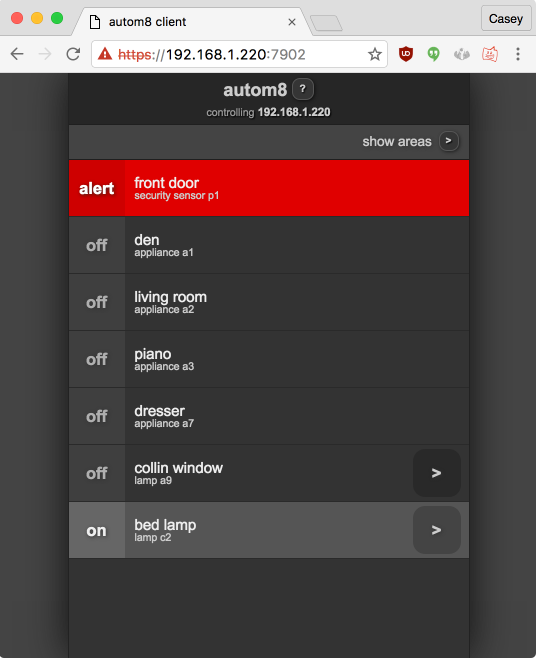 autom8 client
Casey
https://192.168.1.220:7902
autom8 ?
controlling 192.168.1.220
show areas >
alert
front door
security sensor p1
off
den
appliance a1
off
living room
appliance a2
off
piano
appliance a3
off
dresser
appliance a7
off
collin window
lamp a9
>
on
bed lamp
lamp c2
>